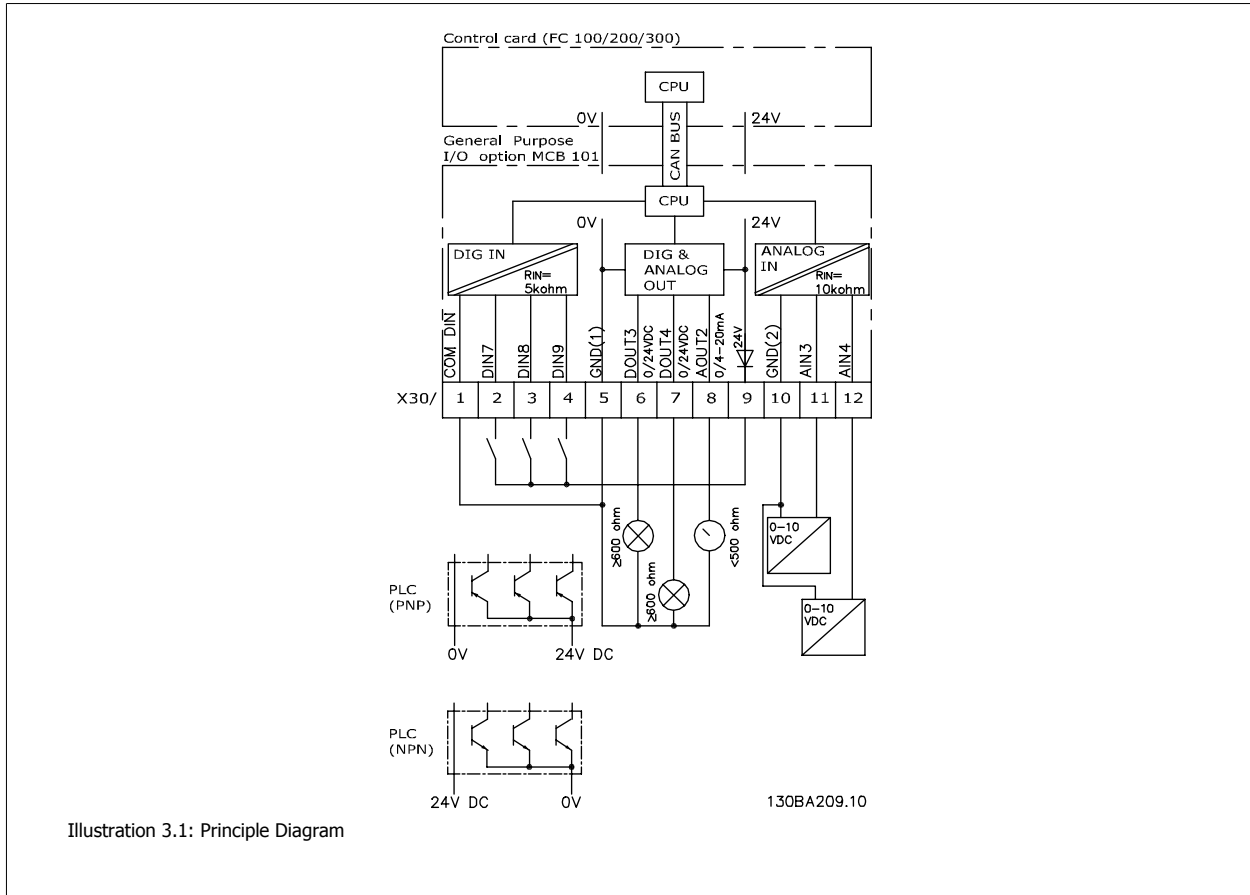 Control card (FC 100/200/300)
CPU
0V
24V
CAN BUS
General Purpose
I/O option MCB 101
CPU
0V
24V
DIG IN
RIN=
5kohm
DIG &
ANALOG
OUT
ANALOG
IN
RIN=
10kohm
COM DIN
DIN7
DIN8
DIN9
GND(1)
DOUT3
0/24VDC
DOUT4
0/24VDC
AOUT2
0/4-20mA
24V
GND(2)
AIN3
AIN4
X30/ 1 2 3 4 5 6 7 8 9 10 11 12
≥600 ohm
≥600 ohm
<500 ohm
0-10
VDC
0-10
VDC
PLC
(PNP)
0V 24V DC
PLC
(NPN)
24V DC 0V
130BA209.10
Illustration 3.1: Principle Diagram